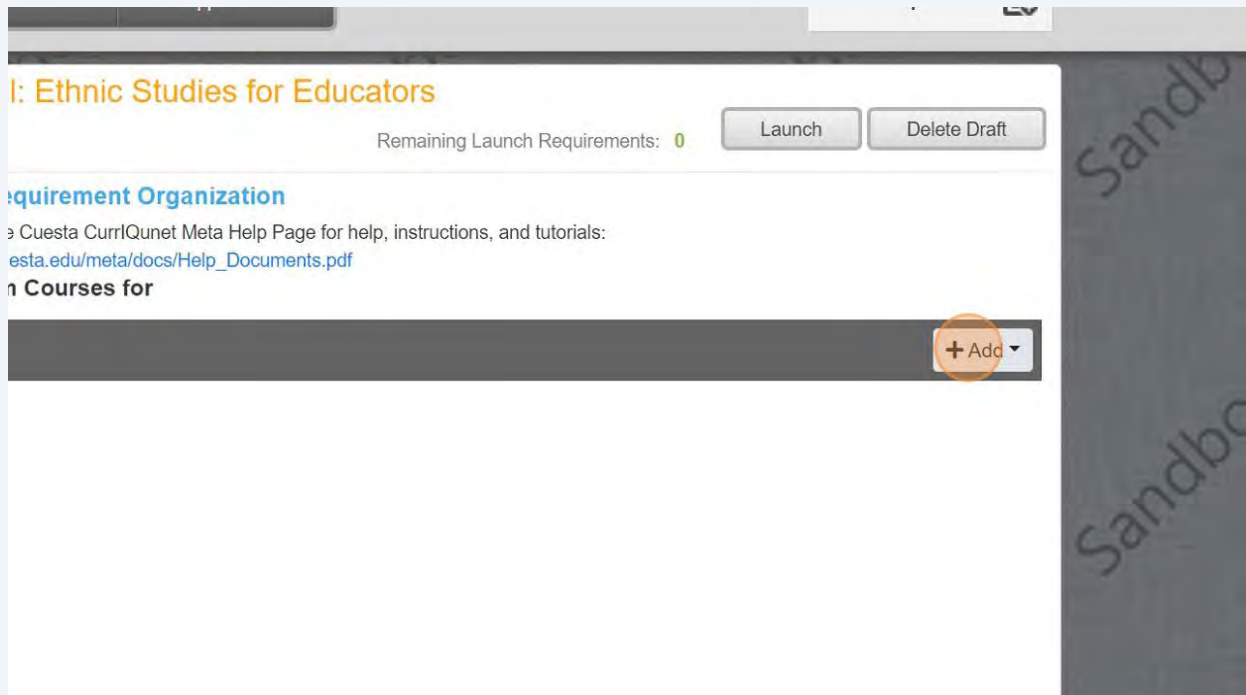 l: Ethnic Studies for Educators
Remaining Launch Requirements: 0
Launch
Delete Draft
equirement Organization
e Cuesta CurrIQunet Meta Help Page for help, instructions, and tutorials:
esta.edu/meta/docs/Help_Documents.pdf
n Courses for
+ Add
Sandbo
Sandbo